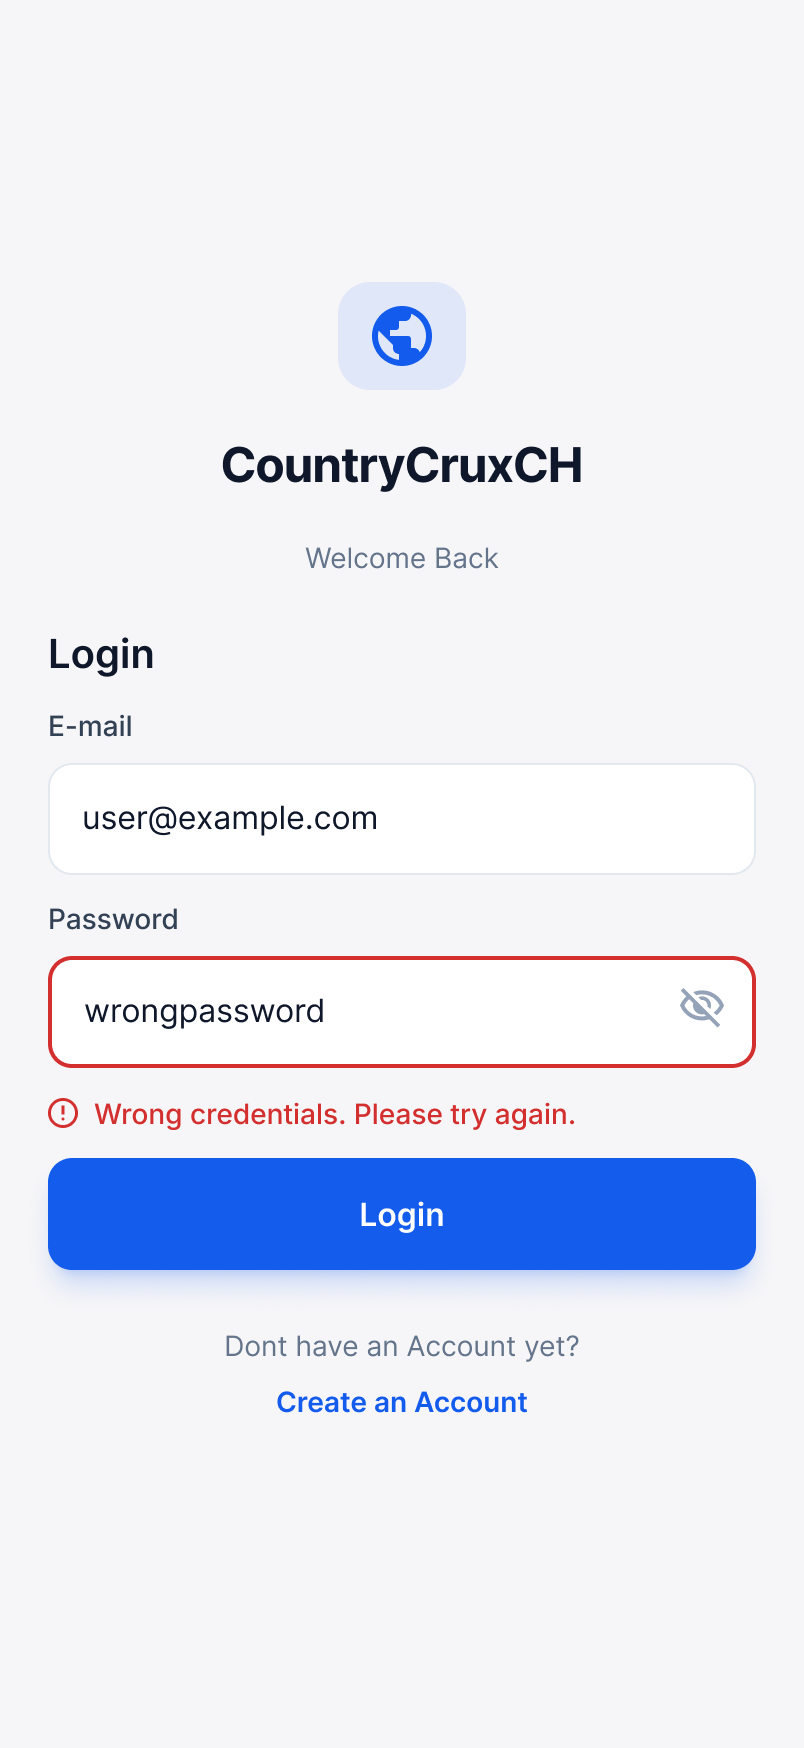 CountryCruxCH
Welcome Back
Login
E-mail
user@example.com
Password
wrongpassword
Wrong credentials. Please try again.
Login
Dont have an Account yet?
Create an Account